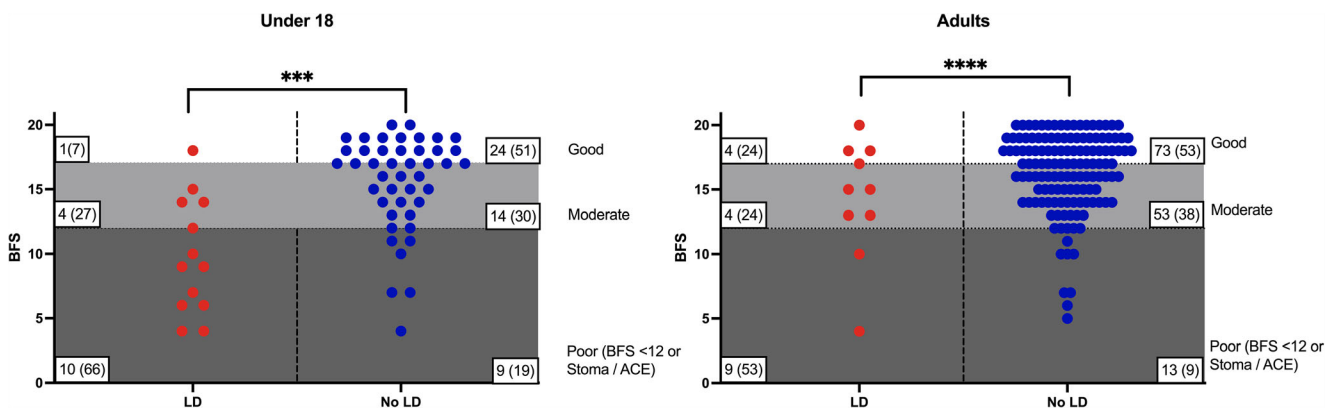 Under 18
***
BFS
20
15
10
5
0
1(7)
24 (51)
Good
4 (27)
14 (30)
Moderate
10 (66)
9 (19)
Poor (BFS <12 or
Stoma / ACE)
LD
No LD
Adults
****
BFS
20
15
10
5
0
4 (24)
73 (53)
Good
4 (24)
53 (38)
Moderate
9 (53)
13 (9)
Poor (BFS <12 or
Stoma / ACE)
LD
No LD